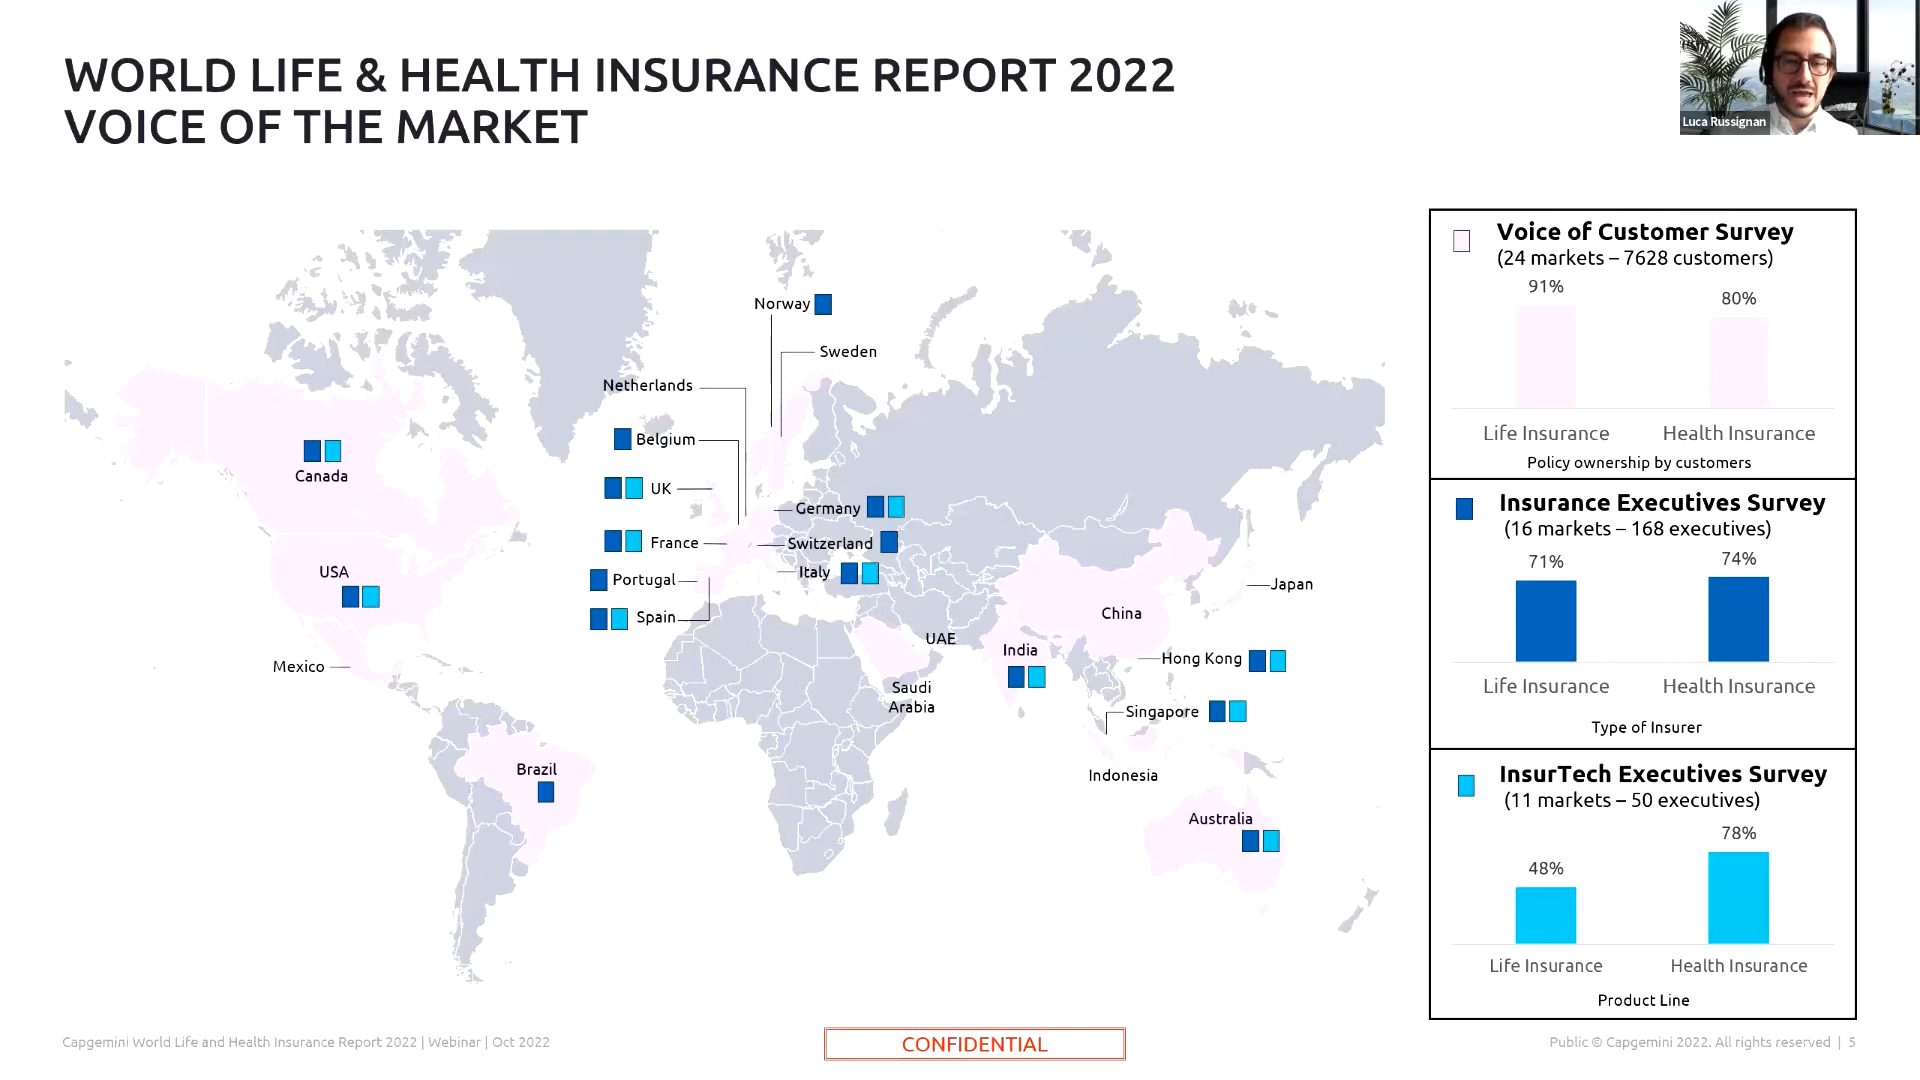 WORLD LIFE & HEALTH INSURANCE REPORT 2022
VOICE OF THE MARKET
Luca Russignan
Norway
Sweden
Netherlands
Belgium
Canada
UK
Germany
France
Switzerland
USA
Italy
Portugal
Spain
Japan
China
UAE
India
Hong Kong
Mexico
Saudi
Arabia
Singapore
Brazil
Indonesia
Australia
Voice of Customer Survey
(24 markets – 7628 customers)
91%
80%
Life Insurance
Health Insurance
Policy ownership by customers
Insurance Executives Survey
(16 markets – 168 executives)
71%
74%
Life Insurance
Health Insurance
Type of Insurer
InsurTech Executives Survey
(11 markets – 50 executives)
48%
78%
Life Insurance
Health Insurance
Product Line
Capgemini World Life and Health Insurance Report 2022 | Webinar | Oct 2022
CONFIDENTIAL
Public © Capgemini 2022. All rights reserved | 5